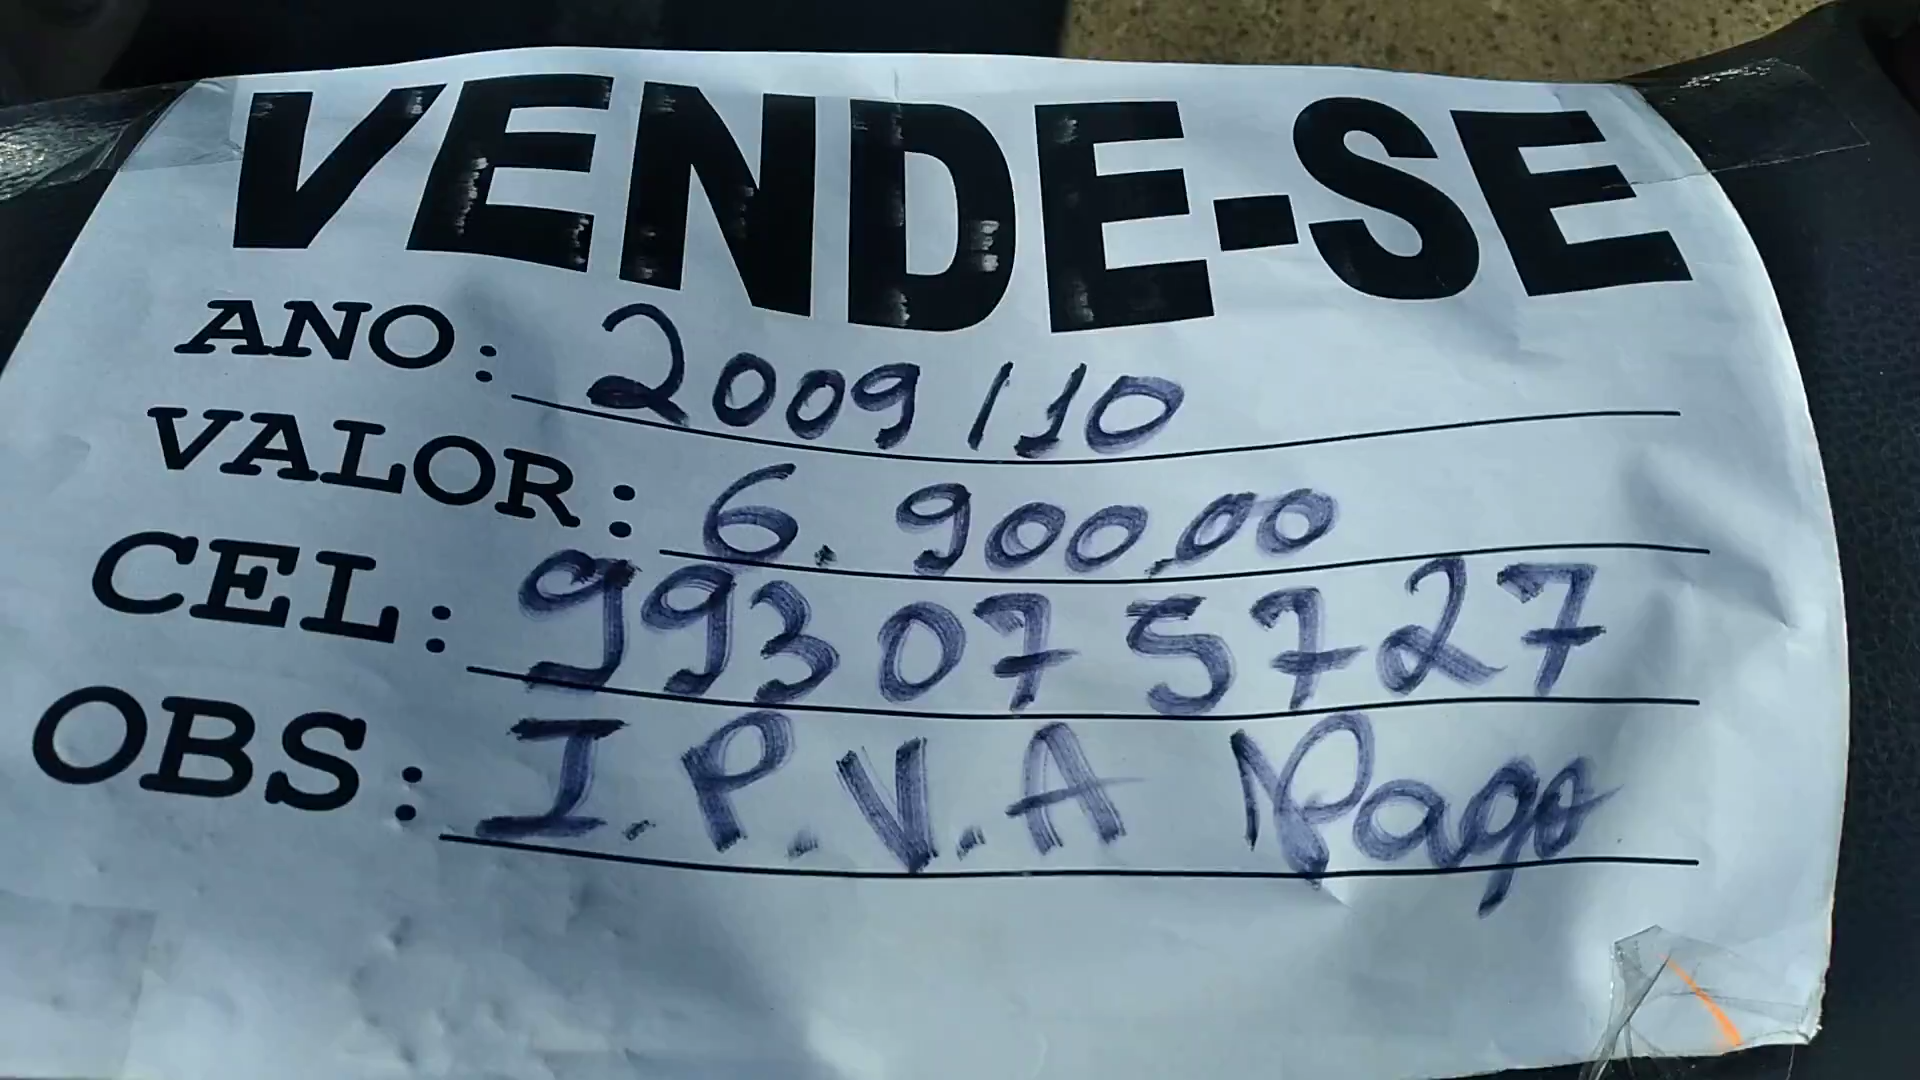 VENDE-SE
ANO: 2009/10
VALOR: 6.900,00
CEL: 993075727
OBS: I.P.V.A Pago